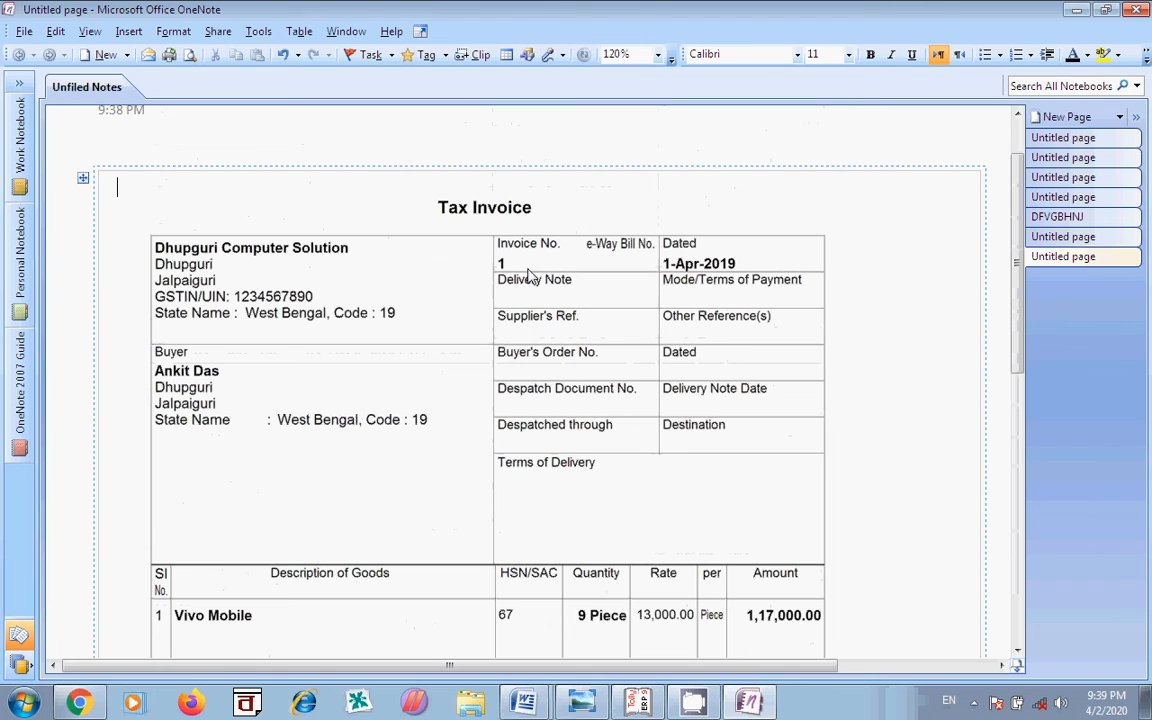 Untitled page - Microsoft Office OneNote
File Edit View Insert Format Share Tools Table Window Help
New Task Tag Clip 120% Calibri 11 B I U
Unfiled Notes
Search All Notebooks
9:38 PM
New Page
Untitled page
Untitled page
Untitled page
Untitled page
DFVGBHNJ
Untitled page
Untitled page
Work Notebook
Personal Notebook
OneNote 2007 Guide
Tax Invoice
Dhupguri Computer Solution
Dhupguri
Jalpaiguri
GSTIN/UIN: 1234567890
State Name : West Bengal, Code : 19
Invoice No. e-Way Bill No. Dated
1 1-Apr-2019
Delivery Note Mode/Terms of Payment
Supplier's Ref. Other Reference(s)
Buyer
Ankit Das
Dhupguri
Jalpaiguri
State Name : West Bengal, Code : 19
Buyer's Order No. Dated
Despatch Document No. Delivery Note Date
Despatched through Destination
Terms of Delivery
Sl No. Description of Goods HSN/SAC Quantity Rate per Amount
1 Vivo Mobile 67 9 Piece 13,000.00 Piece 1,17,000.00
EN
9:39 PM
4/2/2020